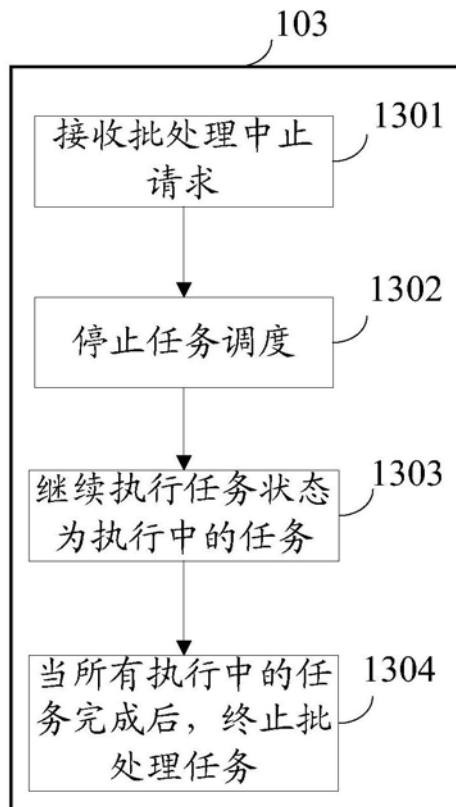 103
1301
接收批处理中止
请求
1302
停止任务调度
1303
继续执行任务状态
为执行中的任务
1304
当所有执行中的任
务完成后，终止批
处理任务